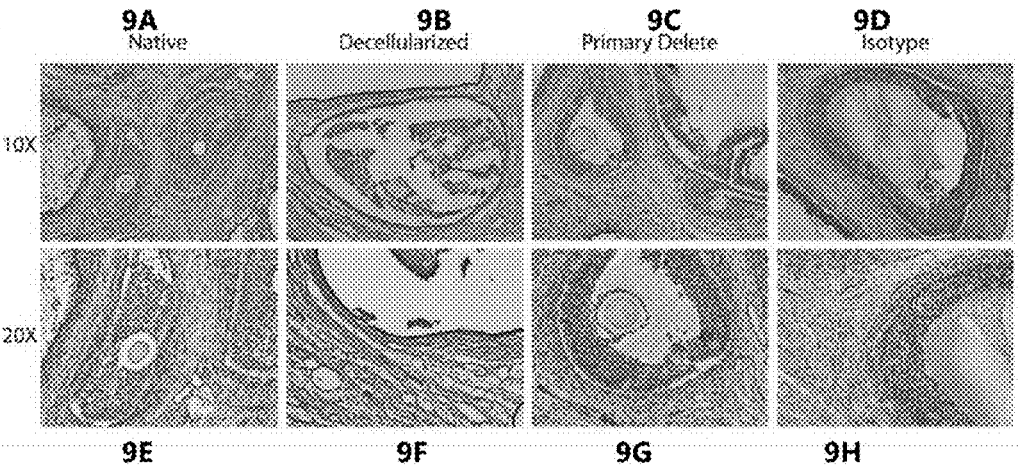 9A 9B 9C 9D
Native Decellularized Primary Delete Isotype
10X
20X
9E 9F 9G 9H